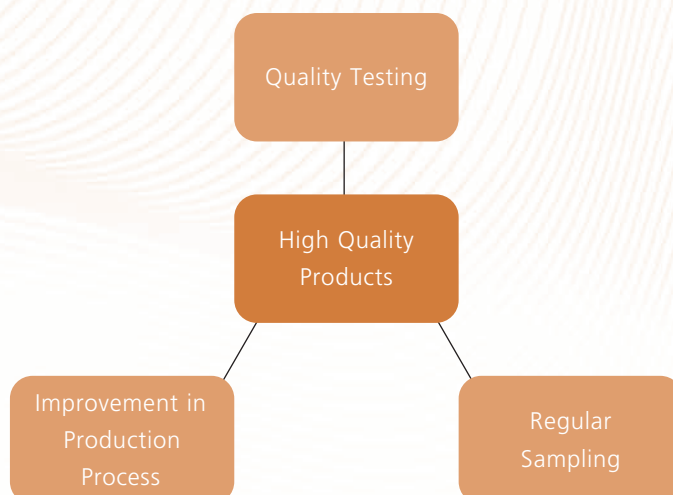 Quality Testing
High Quality
Products
Improvement in
Production
Process
Regular
Sampling